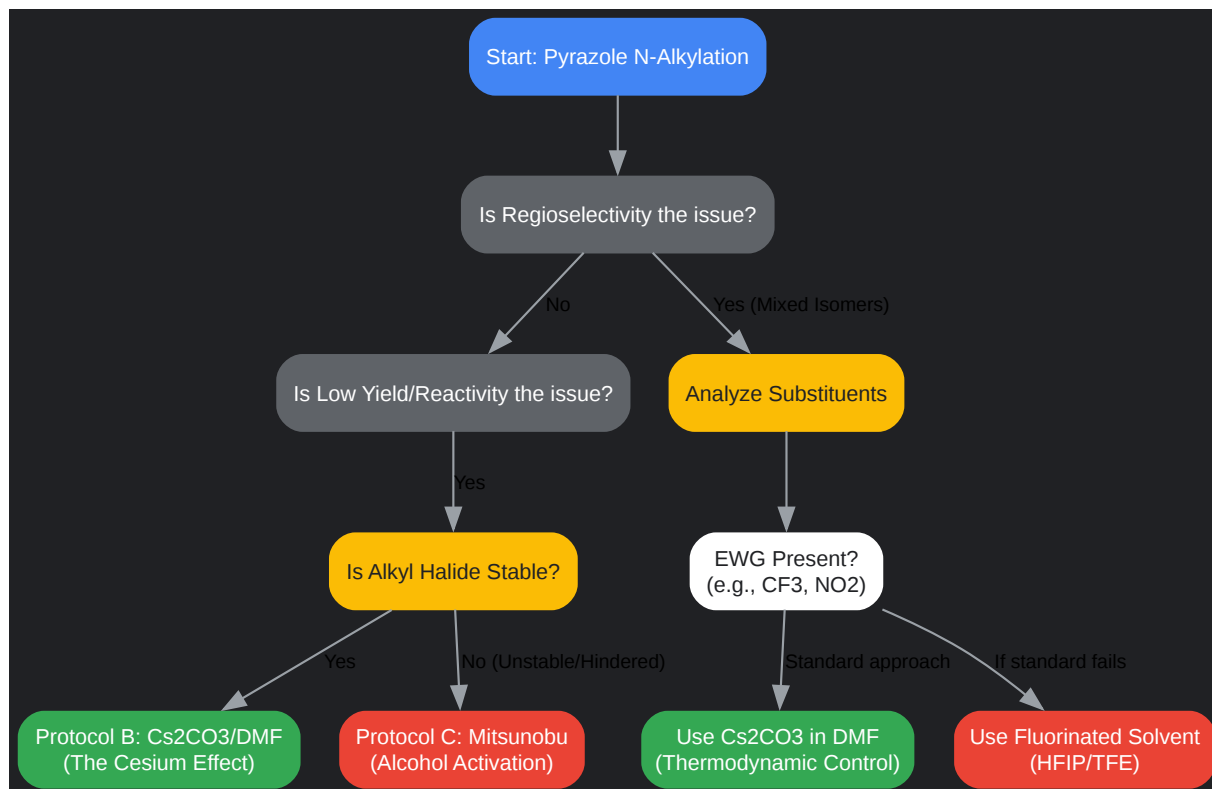 Start: Pyrazole N-Alkylation
Is Regioselectivity the issue?
No
Yes (Mixed Isomers)
Is Low Yield/Reactivity the issue?
Analyze Substituents
Yes
Is Alkyl Halide Stable?
EWG Present?
(e.g., CF3, NO2)
Yes
No (Unstable/Hindered)
Standard approach
If standard fails
Protocol B: Cs2CO3/DMF
(The Cesium Effect)
Protocol C: Mitsunobu
(Alcohol Activation)
Use Cs2CO3 in DMF
(Thermodynamic Control)
Use Fluorinated Solvent
(HFIP/TFE)